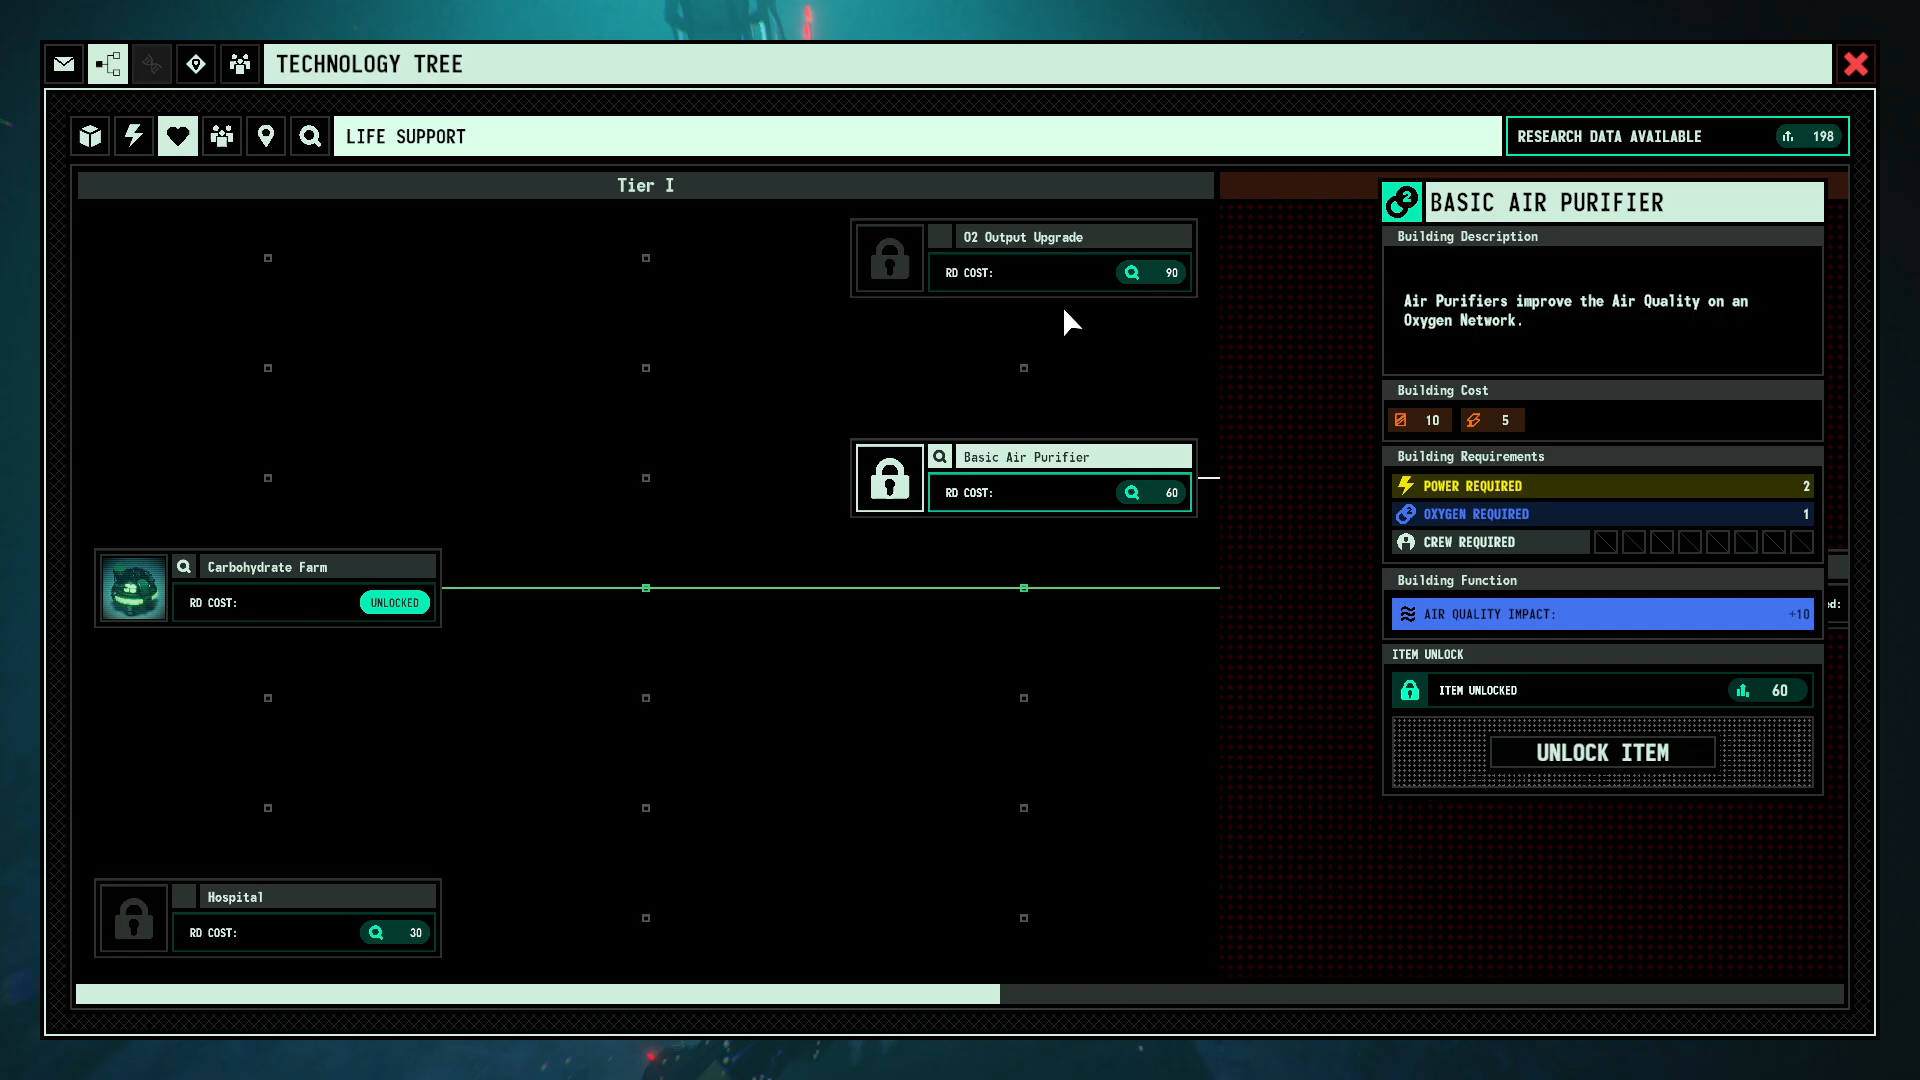 TECHNOLOGY TREE
LIFE SUPPORT
RESEARCH DATA AVAILABLE 198
Tier I
O2 Output Upgrade
RD COST: 90
Basic Air Purifier
RD COST: 60
Carbohydrate Farm
RD COST: UNLOCKED
Hospital
RD COST: 30
2 BASIC AIR PURIFIER
Building Description
Air Purifiers improve the Air Quality on an
Oxygen Network.
Building Cost
10 5
Building Requirements
POWER REQUIRED 2
OXYGEN REQUIRED 1
CREW REQUIRED
Building Function
AIR QUALITY IMPACT: +10
ed:
ITEM UNLOCK
ITEM UNLOCKED 60
UNLOCK ITEM